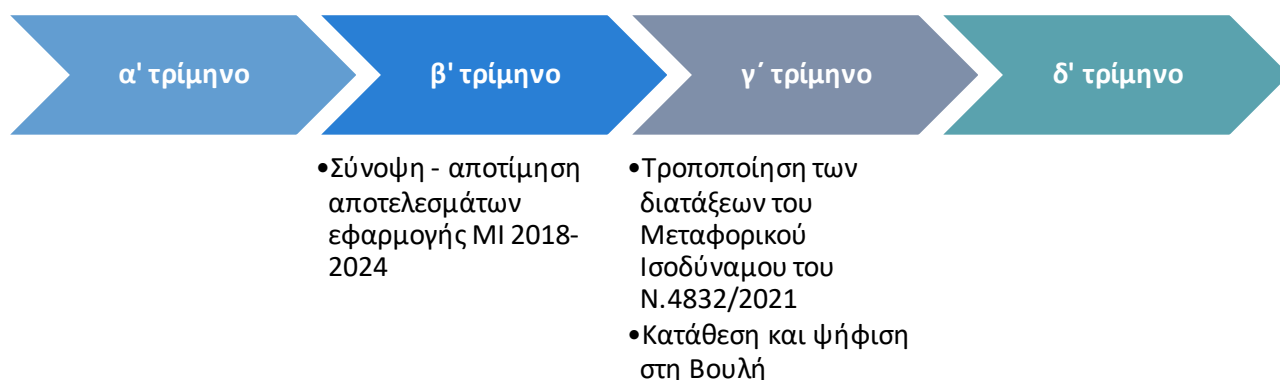 α' τρίμηνο
β' τρίμηνο
γ΄ τρίμηνο
δ' τρίμηνο
•Σύνοψη - αποτίμηση
αποτελεσμάτων
εφαρμογής ΜΙ 2018-
2024
•Τροποποίηση των
διατάξεων του
Μεταφορικού
Ισοδύναμου του
Ν.4832/2021
•Κατάθεση και ψήφιση
στη Βουλή